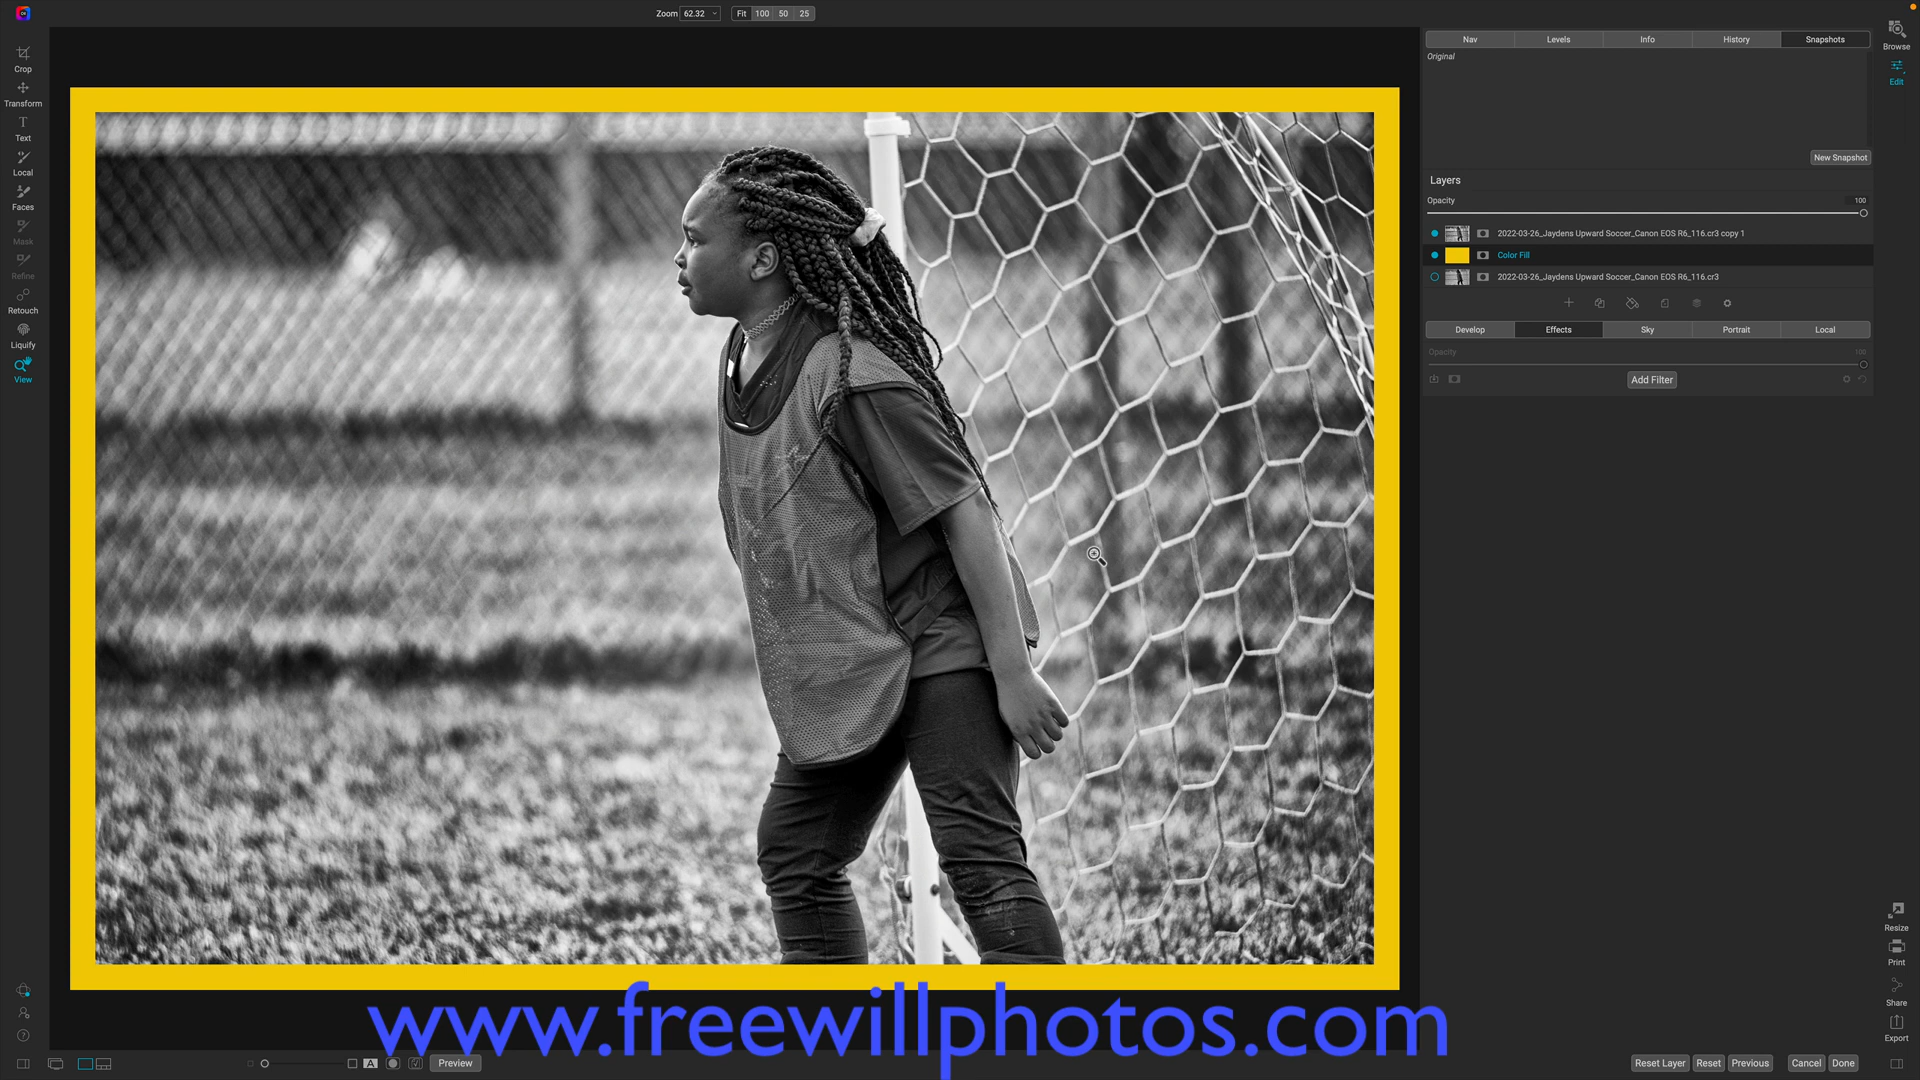 Zoom 62.32 Fit 100 50 25
Crop
Transform
Text
Local
Faces
Mask
Refine
Retouch
Liquify
View
Nav Levels Info History Snapshots
Original
New Snapshot
Layers
Opacity 100
2022-03-26_Jaydens Upward Soccer_Canon EOS R6_116.cr3 copy 1
Color Fill
2022-03-26_Jaydens Upward Soccer_Canon EOS R6_116.cr3
Develop Effects Sky Portrait Local
Opacity 100
Add Filter
Browse
Edit
Resize
Print
Share
Export
www.freewillphotos.com
A Preview
Reset Layer Reset Previous Cancel Done